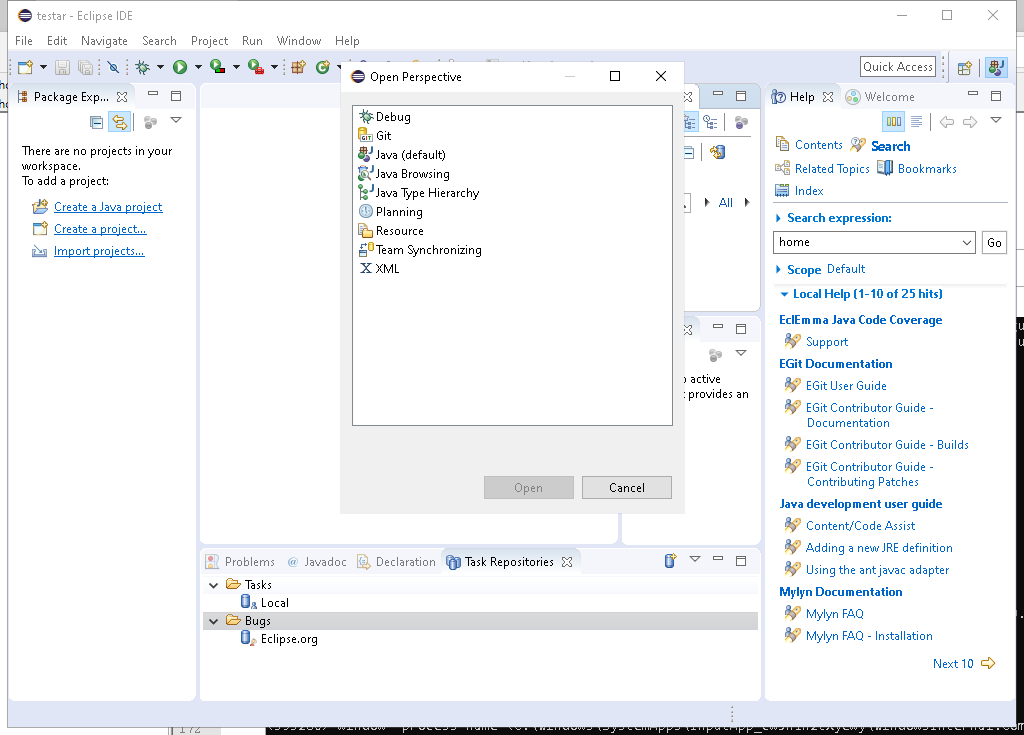 testar - Eclipse IDE
File Edit Navigate Search Project Run Window Help
Quick Access
Package Exp...
There are no projects in your
workspace.
To add a project:
Create a Java project
Create a project...
Import projects...
Open Perspective
Debug
Git
Java (default)
Java Browsing
Java Type Hierarchy
Planning
Resource
Team Synchronizing
XML
Open Cancel
All
active
provides an
Problems Javadoc Declaration Task Repositories
Tasks
Local
Bugs
Eclipse.org
Help Welcome
Contents Search
Related Topics Bookmarks
Index
Search expression:
home Go
Scope Default
Local Help (1-10 of 25 hits)
EclEmma Java Code Coverage
Support
EGit Documentation
EGit User Guide
EGit Contributor Guide -
Documentation
EGit Contributor Guide - Builds
EGit Contributor Guide -
Contributing Patches
Java development user guide
Content/Code Assist
Adding a new JRE definition
Using the ant javac adapter
Mylyn Documentation
Mylyn FAQ
Mylyn FAQ - Installation
Next 10
172